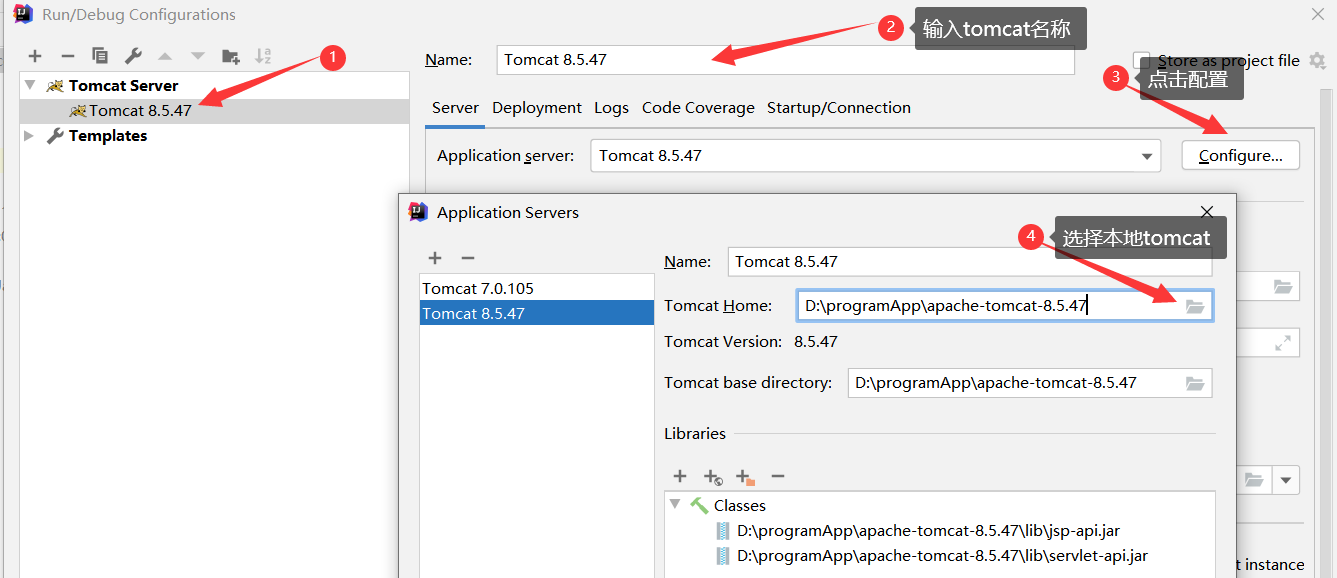 Run/Debug Configurations
1
2
输入tomcat名称
Name:
Tomcat 8.5.47
Store as project file
3
点击配置
Tomcat Server
Tomcat 8.5.47
Templates
Server
Deployment
Logs
Code Coverage
Startup/Connection
Application server:
Tomcat 8.5.47
Configure...
Application Servers
4
选择本地tomcat
Tomcat 7.0.105
Tomcat 8.5.47
Name:
Tomcat 8.5.47
Tomcat Home:
D:\programApp\apache-tomcat-8.5.47
Tomcat Version:
8.5.47
Tomcat base directory:
D:\programApp\apache-tomcat-8.5.47
Libraries
Classes
D:\programApp\apache-tomcat-8.5.47\lib\jsp-api.jar
D:\programApp\apache-tomcat-8.5.47\lib\servlet-api.jar
t instance